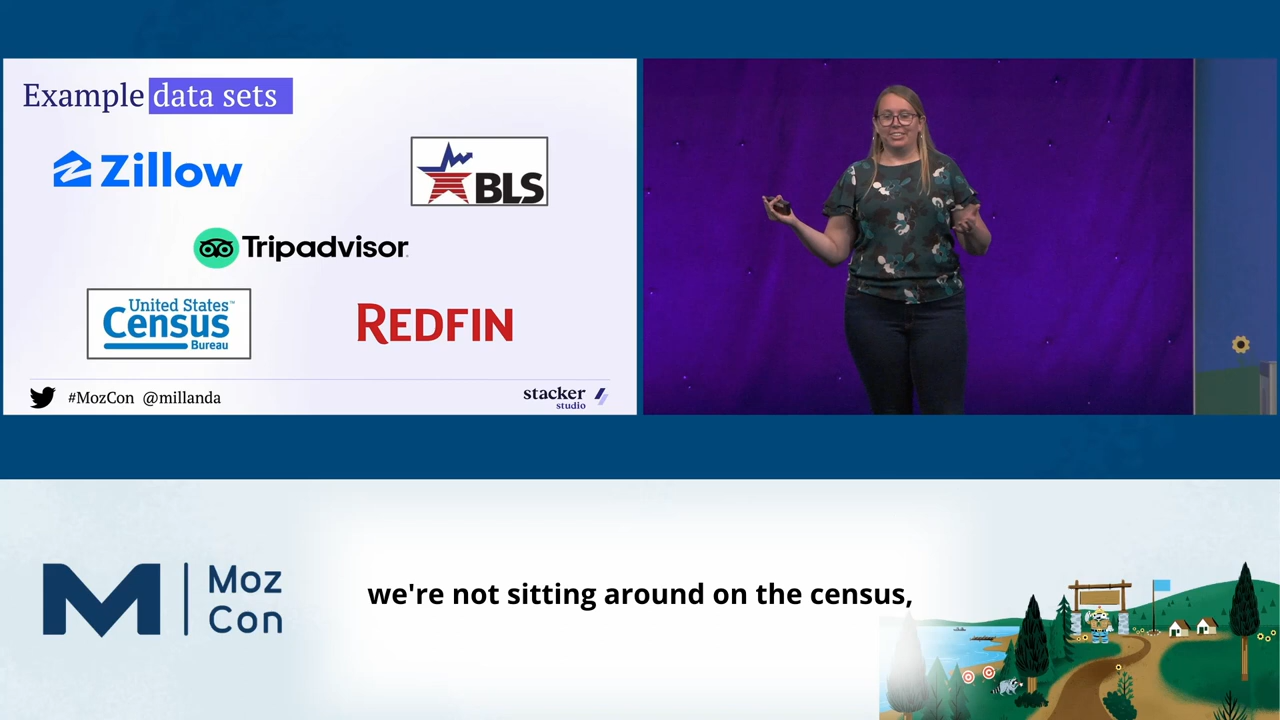 Example data sets
Zillow
BLS
Tripadvisor
United States™
Census
Bureau
REDFIN
#MozCon @millanda
stacker
studio
M
Moz
Con
we're not sitting around on the census,